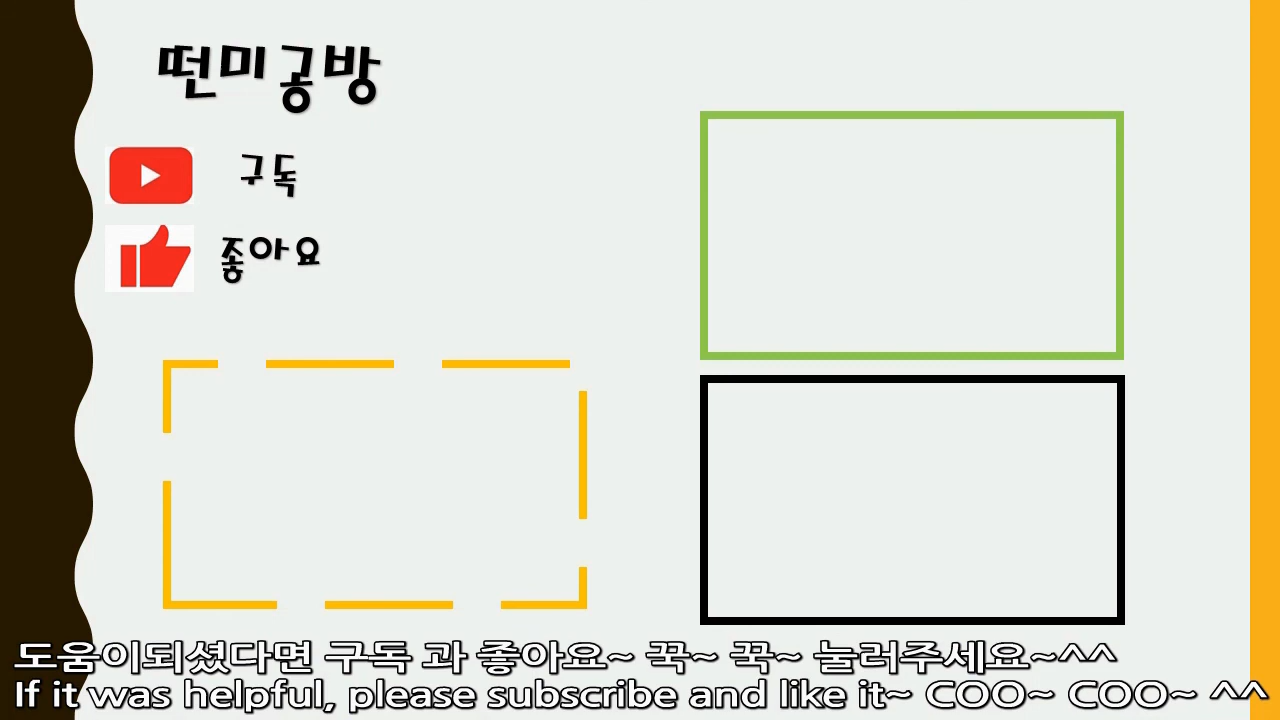 떤미공방
구독
좋아요
도움이되셨다면 구독 과 좋아요~ 꾹~ 꾹~ 눌러주세요~^^
If it was helpful, please subscribe and like it~ COO~ COO~ ^^